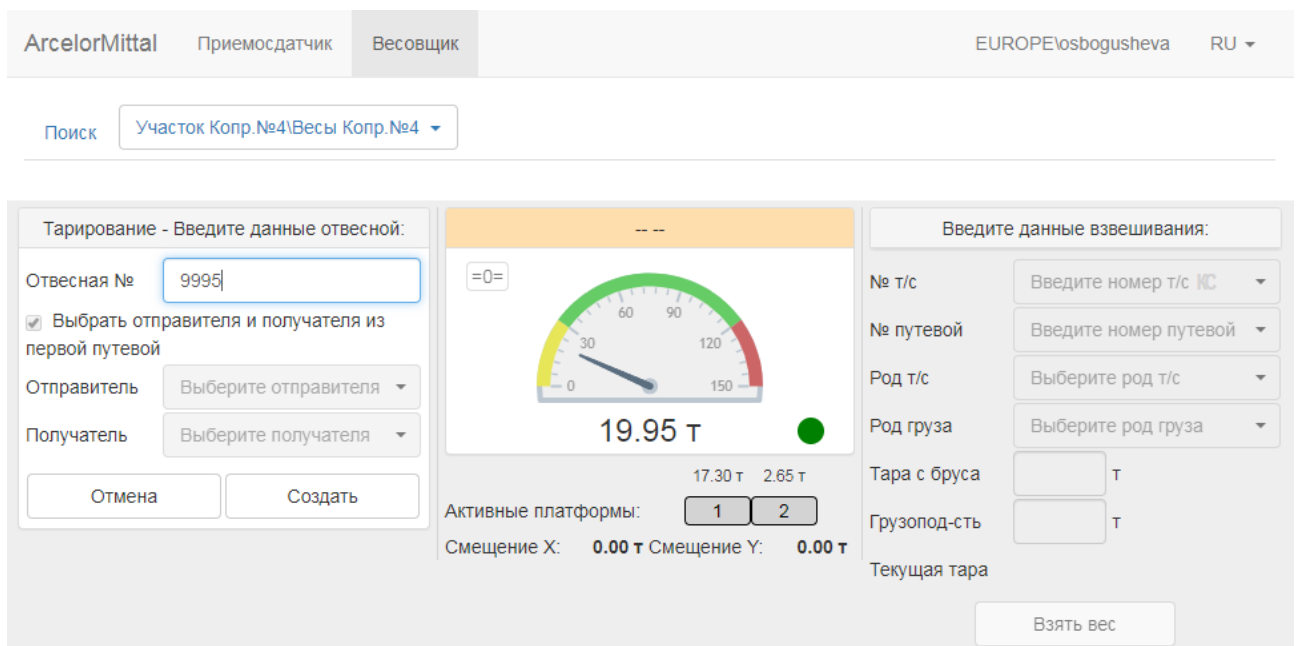 ArcelorMittal Приемосдатчик Весовщик EUROPE\osbogusheva RU
Поиск Участок Копр.№4\Весы Копр.№4
Тарирование - Введите данные отвесной:
Отвесная № 9995
Выбрать отправителя и получателя из
первой путевой
Отправитель Выберите отправителя
Получатель Выберите получателя
Отмена Создать
-- --
=0=
0 30 60 90 120 150
19.95 т
17.30 т 2.65 т
Активные платформы: 1 2
Смещение X: 0.00 т Смещение Y: 0.00 т
Введите данные взвешивания:
№ т/с Введите номер т/с КС
№ путевой Введите номер путевой
Род т/с Выберите род т/с
Род груза Выберите род груза
Тара с бруса т
Грузопод-сть т
Текущая тара
Взять вес